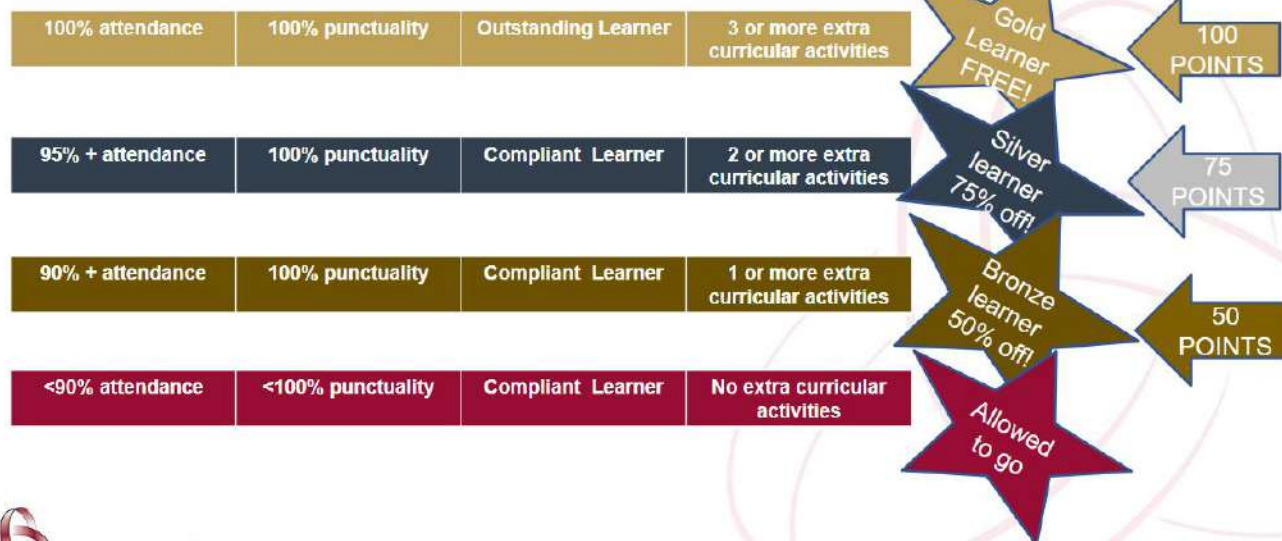 100% attendance
100% punctuality
Outstanding Learner
3 or more extra
curricular activities
Gold
Learner
FREE!
100
POINTS
95% + attendance
100% punctuality
Compliant Learner
2 or more extra
curricular activities
Silver
learner
75% off!
75
POINTS
90% + attendance
100% punctuality
Compliant Learner
1 or more extra
curricular activities
Bronze
learner
50% off!
50
POINTS
<90% attendance
<100% punctuality
Compliant Learner
No extra curricular
activities
Allowed
to go